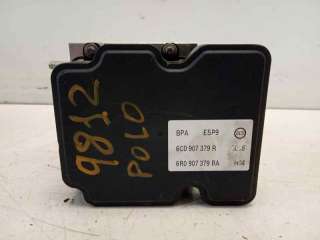 9812
POLO
BPA ESP9
6C0 907 379 R
6R0 907 379 BA